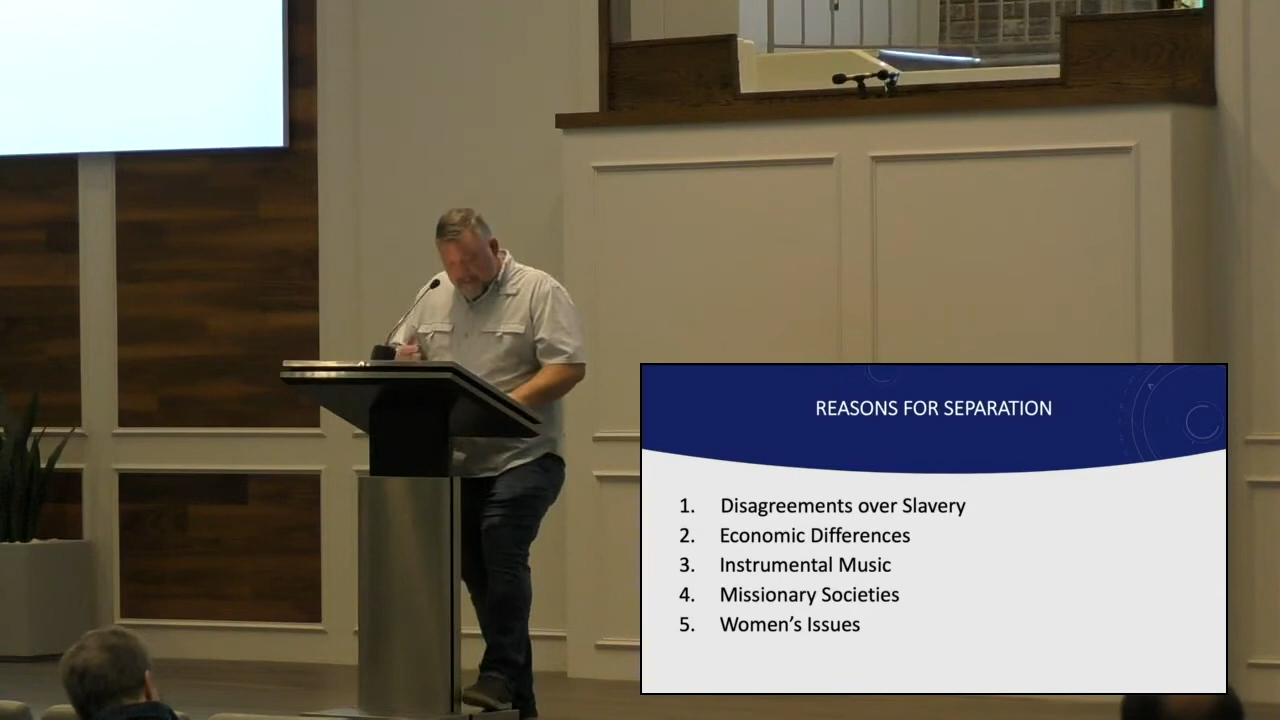 REASONS FOR SEPARATION
1. Disagreements over Slavery
2. Economic Differences
3. Instrumental Music
4. Missionary Societies
5. Women’s Issues